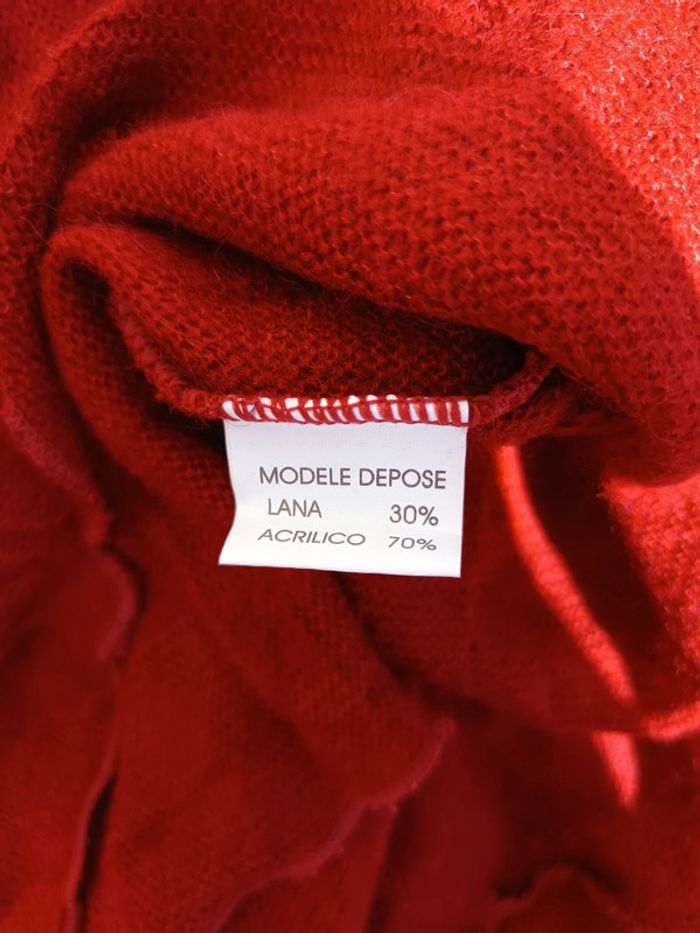 MODELE DEPOSE
LANA 30%
ACRILICO 70%